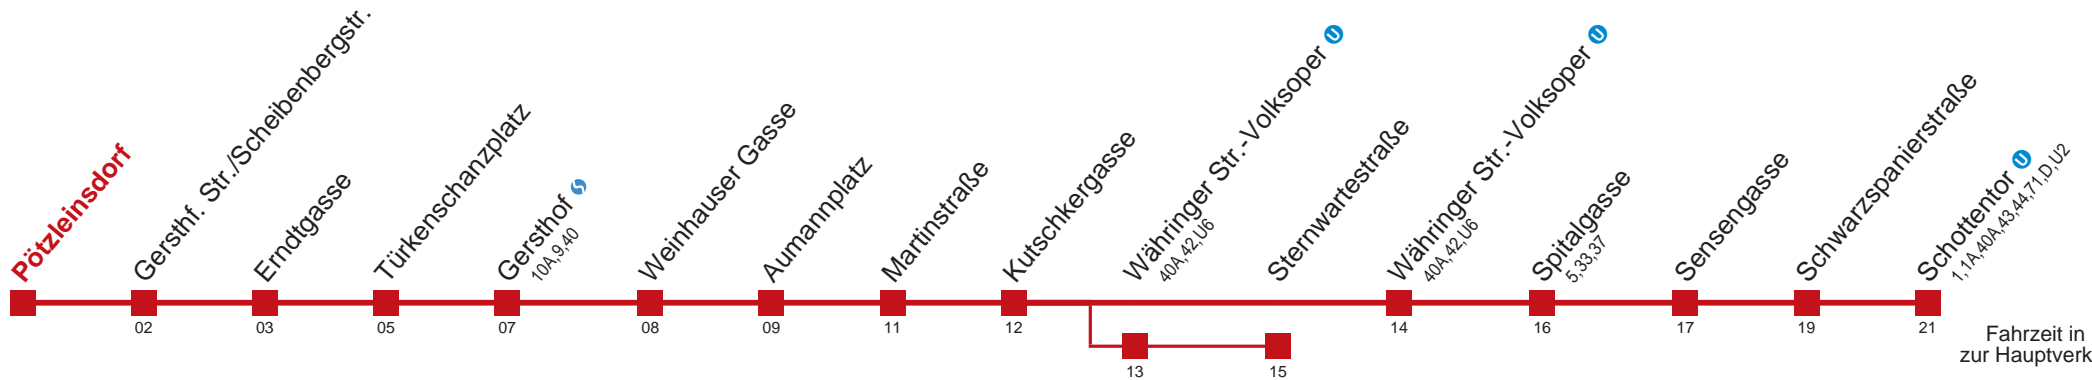 Pötzleinsdorf
Gersthf. Str./Scheibenbergstr.
02
Erndtgasse
03
Türkenschanzplatz
05
Gersthof S
10A,9,40
07
Weinhauser Gasse
08
Aumannplatz
09
Martinstraße
11
Kutschkergasse
12
Währinger Str.-Volksoper U
40A,42,U6
13
Sternwartestraße
15
Währinger Str.-Volksoper U
40A,42,U6
14
Spitalgasse
5,33,37
16
Sensengasse
17
Schwarzspanierstraße
19
Schottentor U
1,1A,40A,43,44,71,D,U2
21
Fahrzeit in
zur Hauptverk